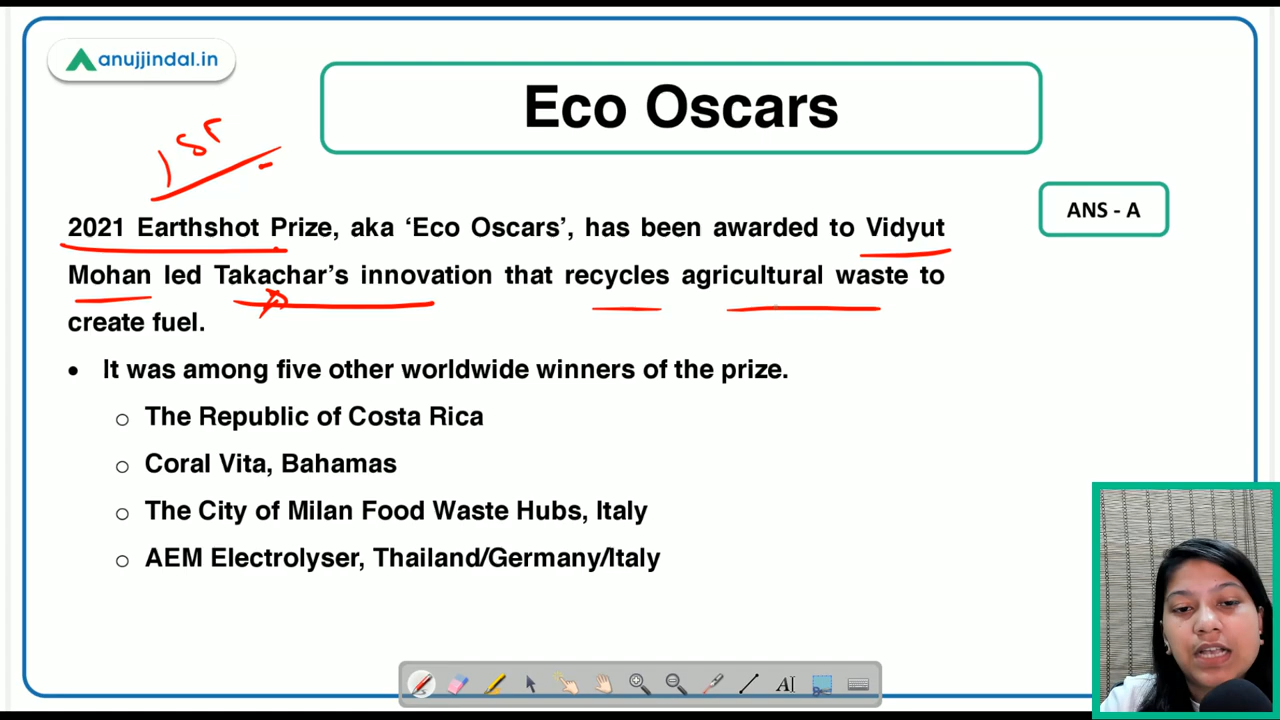 anujjindal.in
Eco Oscars
1st
ANS - A
2021 Earthshot Prize, aka ‘Eco Oscars’, has been awarded to Vidyut
Mohan led Takachar’s innovation that recycles agricultural waste to
create fuel.
• It was among five other worldwide winners of the prize.
o The Republic of Costa Rica
o Coral Vita, Bahamas
o The City of Milan Food Waste Hubs, Italy
o AEM Electrolyser, Thailand/Germany/Italy